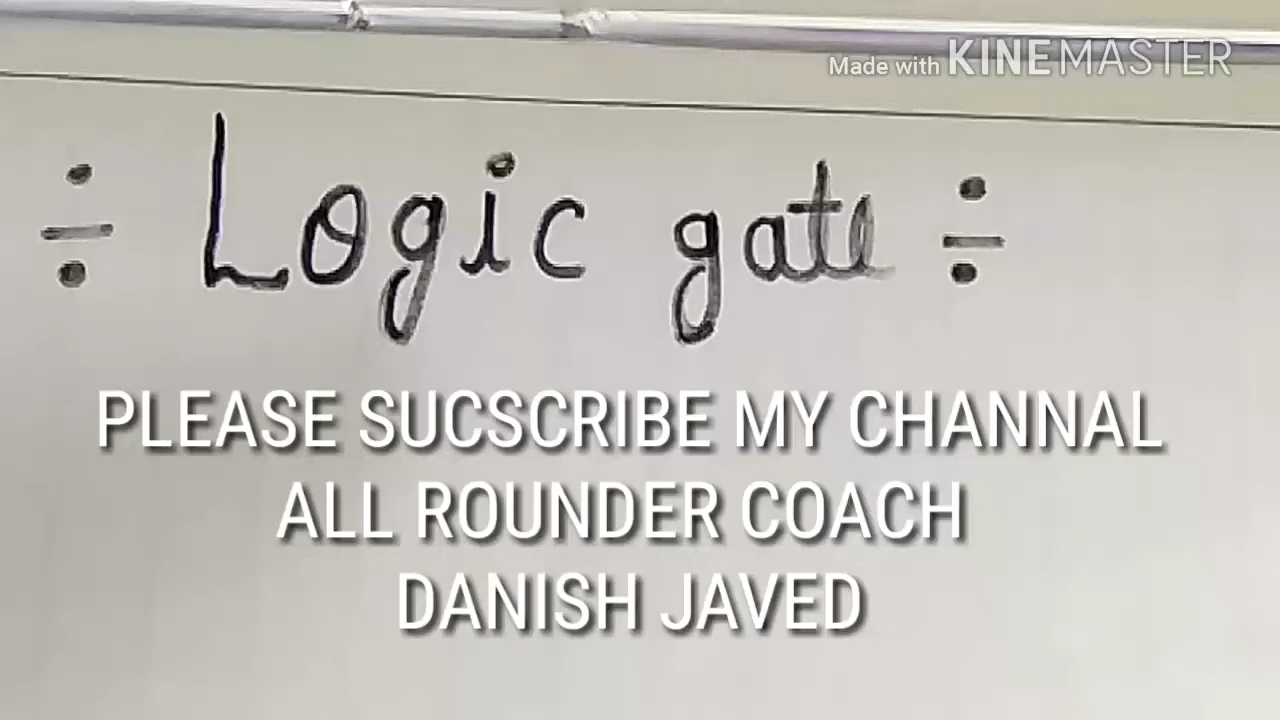 Made with KINEMASTER
÷ Logic gate ÷
PLEASE SUCSCRIBE MY CHANNAL
ALL ROUNDER COACH
DANISH JAVED